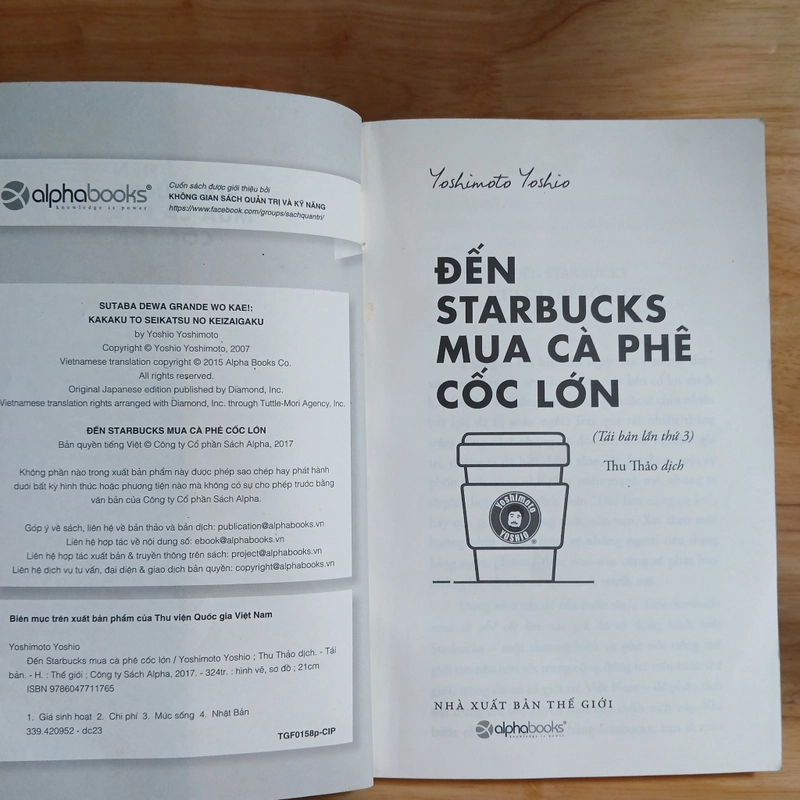 alphabooks®
knowledge is power
Cuốn sách được giới thiệu bởi
KHÔNG GIAN SÁCH QUẢN TRỊ VÀ KỸ NĂNG
https://www.facebook.com/groups/sachquantri/
SUTABA DEWA GRANDE WO KAE!:
KAKAKU TO SEIKATSU NO KEIZAIGAKU
by Yoshio Yoshimoto
Copyright © Yoshio Yoshimoto, 2007
Vietnamese translation copyright © 2015 Alpha Books Co.
All rights reserved.
Original Japanese edition published by Diamond, Inc.
Vietnamese translation rights arranged with Diamond, Inc. through Tuttle-Mori Agency, Inc.
ĐẾN STARBUCKS MUA CÀ PHÊ CỐC LỚN
Bản quyền tiếng Việt © Công ty Cổ phần Sách Alpha, 2017
Không phần nào trong xuất bản phẩm này được phép sao chép hay phát hành
dưới bất kỳ hình thức hoặc phương tiện nào mà không có sự cho phép trước bằng
văn bản của Công ty Cổ phần Sách Alpha.
Góp ý về sách, liên hệ về bản thảo và bản dịch: publication@alphabooks.vn
Liên hệ hợp tác về nội dung số: ebook@alphabooks.vn
Liên hệ hợp tác xuất bản & truyền thông trên sách: project@alphabooks.vn
Liên hệ dịch vụ tư vấn, đại diện & giao dịch bản quyền: copyright@alphabooks.vn
Biên mục trên xuất bản phẩm của Thư viện Quốc gia Việt Nam
Yoshimoto Yoshio
Đến Starbucks mua cà phê cốc lớn / Yoshimoto Yoshio ; Thu Thảo dịch. - Tái
bản. - H. : Thế giới ; Công ty Sách Alpha, 2017. - 324tr. : hình vẽ, sơ đồ ; 21cm
ISBN 9786047711765
1. Giá sinh hoạt 2. Chi phí 3. Mức sống 4. Nhật Bản
339.420952 - dc23
TGF0158p-CIP
Yoshimoto Yoshio
ĐẾN
STARBUCKS
MUA CÀ PHÊ
CỐC LỚN
(Tái bản lần thứ 3)
Thu Thảo dịch
Yoshimoto
YOSHIO
®
NHÀ XUẤT BẢN THẾ GIỚI
alphabooks®
knowledge is power